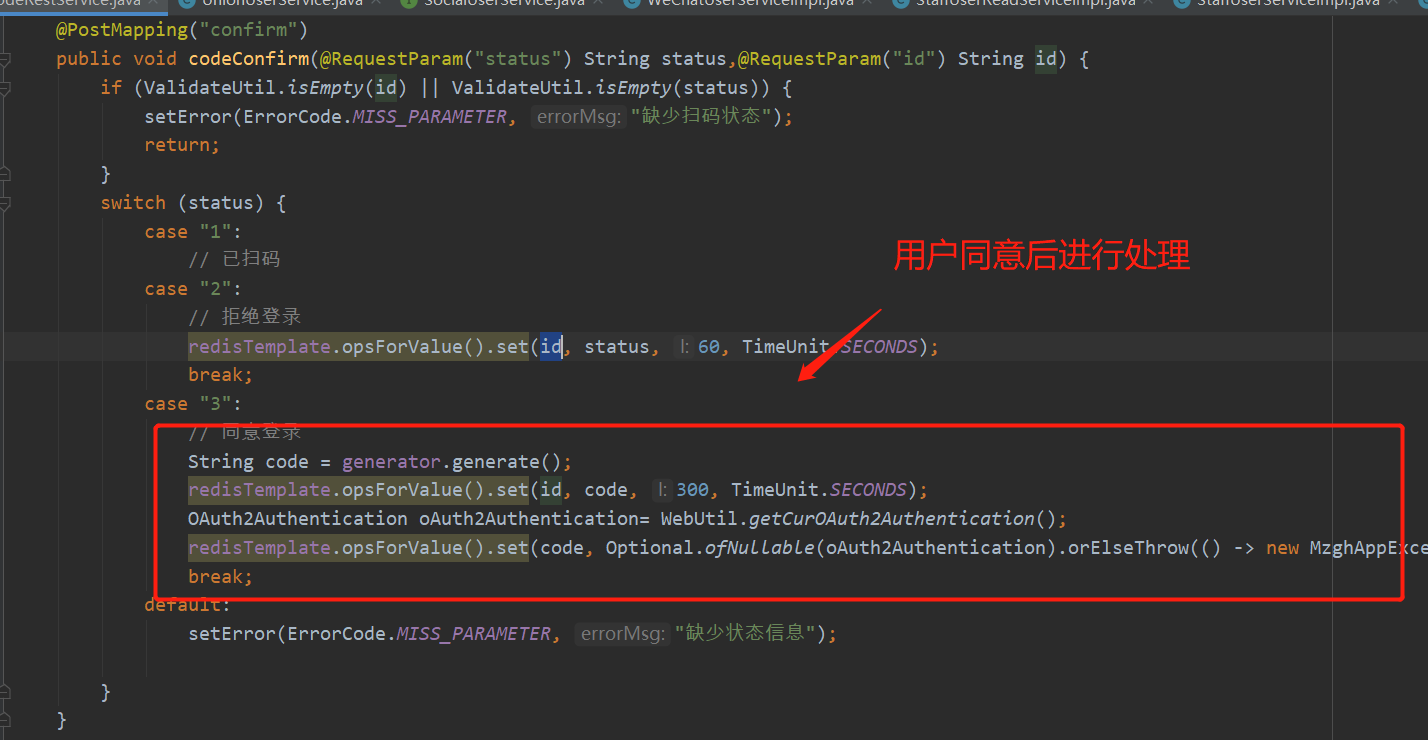 odeRestService.java UnionUserService.java SocialUserService.java WechatUserServiceImpl.java StaffUserReadServiceImpl.java StaffUserServiceImpl.java
@PostMapping("confirm")
public void codeConfirm(@RequestParam("status") String status,@RequestParam("id") String id) {
if (ValidateUtil.isEmpty(id) || ValidateUtil.isEmpty(status)) {
setError(ErrorCode.MISS_PARAMETER, errorMsg: "缺少扫码状态");
return;
}
switch (status) {
case "1":
// 已扫码
用户同意后进行处理
case "2":
// 拒绝登录
redisTemplate.opsForValue().set(id, status, l: 60, TimeUnit.SECONDS);
break;
case "3":
// 同意登录
String code = generator.generate();
redisTemplate.opsForValue().set(id, code, l: 300, TimeUnit.SECONDS);
OAuth2Authentication oAuth2Authentication= WebUtil.getCurOAuth2Authentication();
redisTemplate.opsForValue().set(code, Optional.ofNullable(oAuth2Authentication).orElseThrow(() -> new MzghAppExce
break;
default:
setError(ErrorCode.MISS_PARAMETER, errorMsg: "缺少状态信息");
}
}